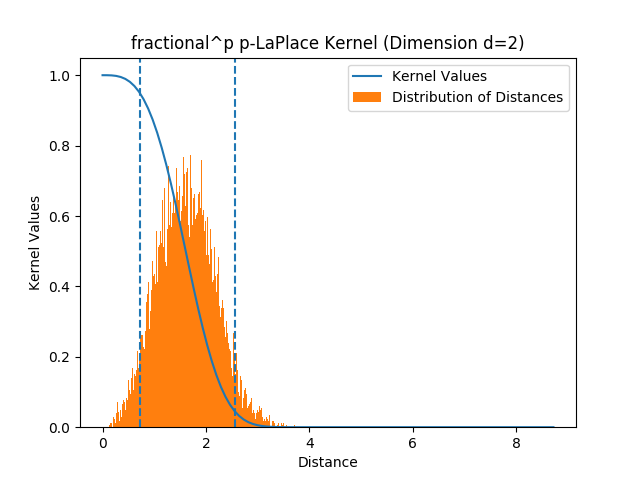 fractional^p p-LaPlace Kernel (Dimension d=2)
Kernel Values
Distribution of Distances
Kernel Values
1.0
0.8
0.6
0.4
0.2
0.0
0
2
4
6
8
Distance